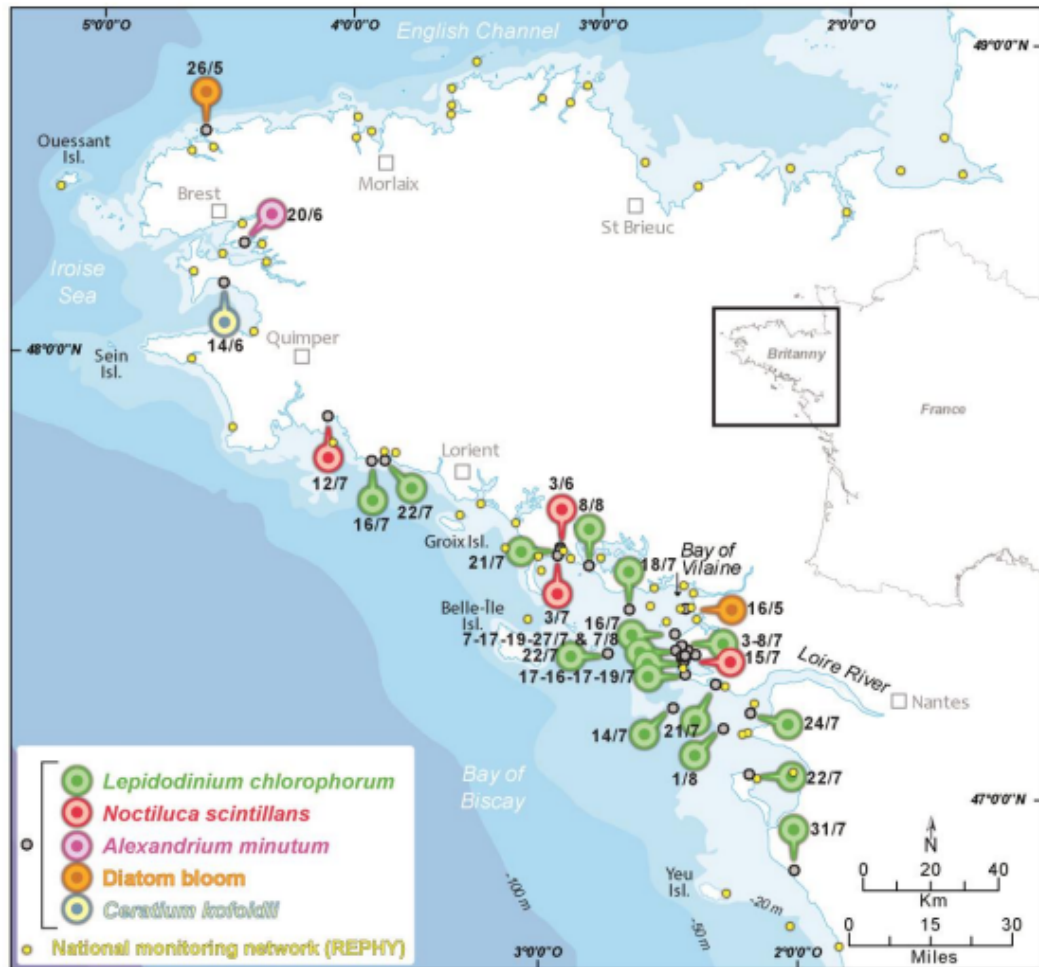 5°0'0"O
4°0'0"O
3°0'0"O
2°0'0"O
English Channel
49°0'0"N
26/5
Ouessant
Isl.
Morlaix
Brest
20/6
St Brieuc
Iroise
Sea
14/6
48°0'0"N
Sein
Isl.
Quimper
Britanny
France
Lorient
12/7
16/7
22/7
3/6
8/8
Groix Isl.
21/7
18/7
Bay of
Vilaine
3/7
Belle-Île
Isl.
16/7
16/5
7-17-19-27/7 & 7/8
3-8/7
22/7
15/7
17-16-17-19/7
Loire River
Nantes
14/7
21/7
24/7
1/8
22/7
Bay of
Biscay
47°0'0"N
31/7
Lepidodinium chlorophorum
Noctiluca scintillans
Alexandrium minutum
Diatom bloom
Ceratium kofoidii
National monitoring network (REPHY)
Yeu
Isl.
-100 m
-50 m
-20 m
N
0 20 40
Km
0 15 30
Miles
3°0'0"O
2°0'0"O